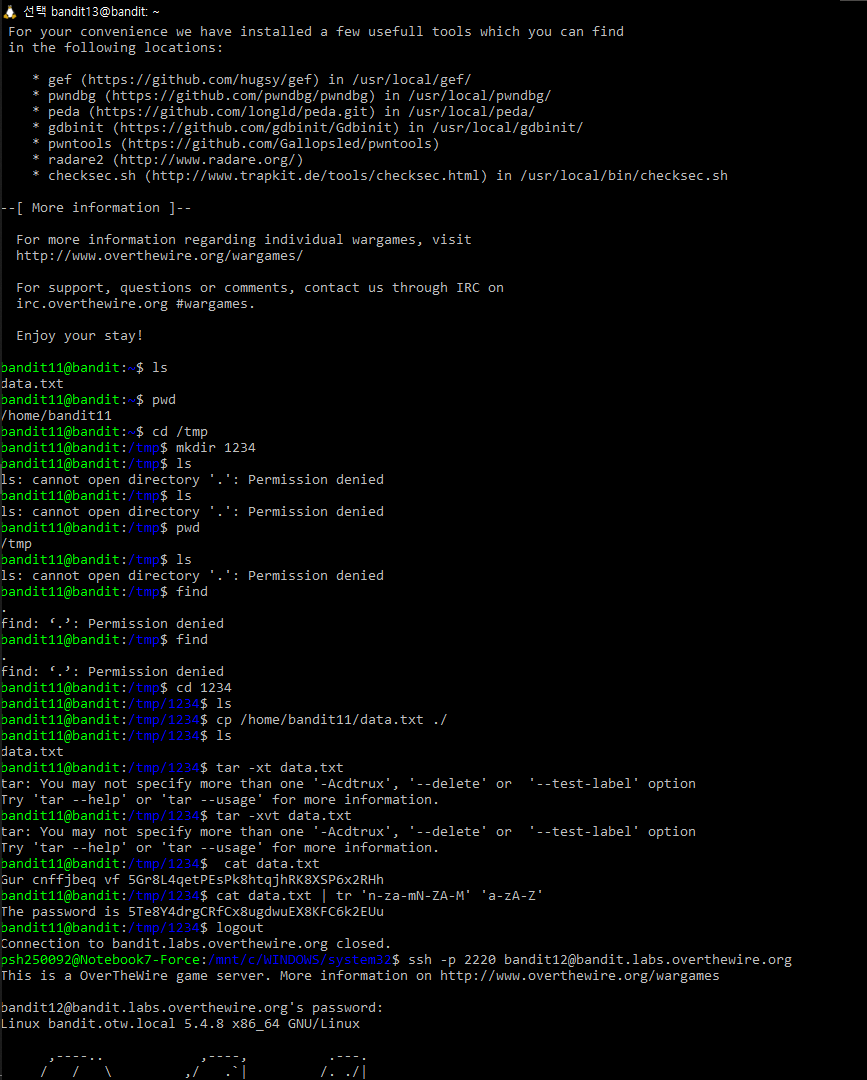 선택 bandit13@bandit: ~
For your convenience we have installed a few usefull tools which you can find
in the following locations:
* gef (https://github.com/hugsy/gef) in /usr/local/gef/
* pwndbg (https://github.com/pwndbg/pwndbg) in /usr/local/pwndbg/
* peda (https://github.com/longld/peda.git) in /usr/local/peda/
* gdbinit (https://github.com/gdbinit/Gdbinit) in /usr/local/gdbinit/
* pwntools (https://github.com/Gallopsled/pwntools)
* radare2 (http://www.radare.org/)
* checksec.sh (http://www.trapkit.de/tools/checksec.html) in /usr/local/bin/checksec.sh
--[ More information ]--
For more information regarding individual wargames, visit
http://www.overthewire.org/wargames/
For support, questions or comments, contact us through IRC on
irc.overthewire.org #wargames.
Enjoy your stay!
bandit11@bandit:~$ ls
data.txt
bandit11@bandit:~$ pwd
/home/bandit11
bandit11@bandit:~$ cd /tmp
bandit11@bandit:/tmp$ mkdir 1234
bandit11@bandit:/tmp$ ls
ls: cannot open directory '.': Permission denied
bandit11@bandit:/tmp$ ls
ls: cannot open directory '.': Permission denied
bandit11@bandit:/tmp$ pwd
/tmp
bandit11@bandit:/tmp$ ls
ls: cannot open directory '.': Permission denied
bandit11@bandit:/tmp$ find
.
find: ‘.’: Permission denied
bandit11@bandit:/tmp$ find
.
find: ‘.’: Permission denied
bandit11@bandit:/tmp$ cd 1234
bandit11@bandit:/tmp/1234$ ls
bandit11@bandit:/tmp/1234$ cp /home/bandit11/data.txt ./
bandit11@bandit:/tmp/1234$ ls
data.txt
bandit11@bandit:/tmp/1234$ tar -xt data.txt
tar: You may not specify more than one '-Acdtrux', '--delete' or  '--test-label' option
Try 'tar --help' or 'tar --usage' for more information.
bandit11@bandit:/tmp/1234$ tar -xvt data.txt
tar: You may not specify more than one '-Acdtrux', '--delete' or  '--test-label' option
Try 'tar --help' or 'tar --usage' for more information.
bandit11@bandit:/tmp/1234$  cat data.txt
Gur cnffjbeq vf 5Gr8L4qetPEsPk8htqjhRK8XSP6x2RHh
bandit11@bandit:/tmp/1234$ cat data.txt | tr 'n-za-mN-ZA-M' 'a-zA-Z'
The password is 5Te8Y4drgCRfCx8ugdwuEX8KFC6k2EUu
bandit11@bandit:/tmp/1234$ logout
Connection to bandit.labs.overthewire.org closed.
psh250092@Notebook7-Force:/mnt/c/WINDOWS/system32$ ssh -p 2220 bandit12@bandit.labs.overthewire.org
This is a OverTheWire game server. More information on http://www.overthewire.org/wargames
bandit12@bandit.labs.overthewire.org's password:
Linux bandit.otw.local 5.4.8 x86_64 GNU/Linux